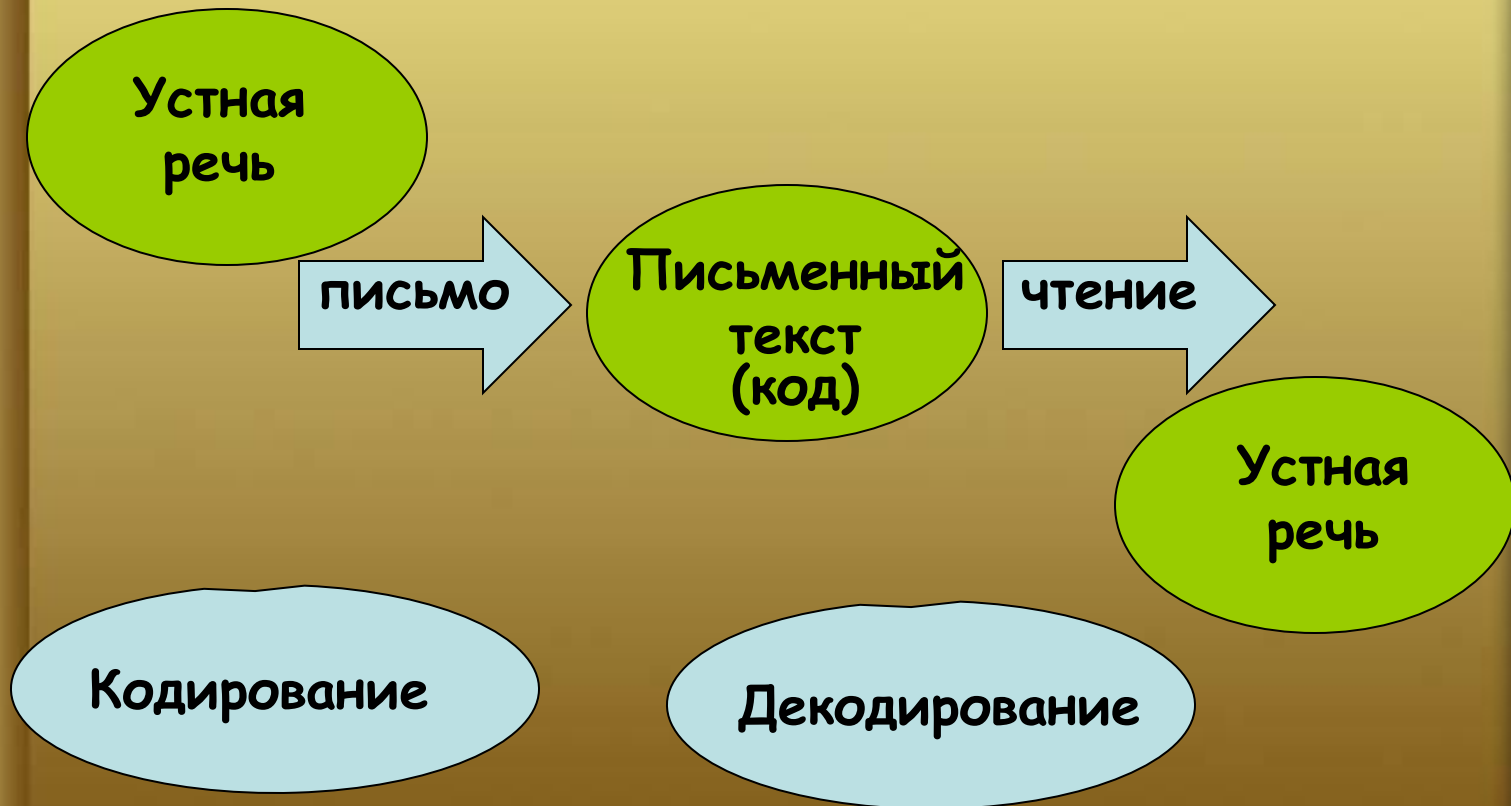 Устная
речь
письмо
Письменный
текст
(код)
чтение
Устная
речь
Кодирование
Декодирование